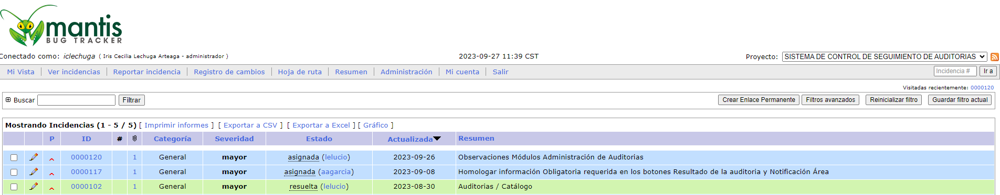 mantis
BUG TRACKER
Conectado como: iclechuga ( Iris Cecilia Lechuga Arteaga - administrador ) 2023-09-27 11:39 CST Proyecto: SISTEMA DE CONTROL DE SEGUIMIENTO DE AUDITORIAS
Mi Vista | Ver incidencias | Reportar incidencia | Registro de cambios | Hoja de ruta | Resumen | Administración | Mi cuenta | Salir Incidencia # Ir a
Visitadas recientemente: 0000120
Buscar Filtrar Crear Enlace Permanente Filtros avanzados Reinicializar filtro Guardar filtro actual
Mostrando Incidencias (1 - 5 / 5) [ Imprimir informes ] [ Exportar a CSV ] [ Exportar a Excel ] [ Gráfico ]
P ID # Categoría Severidad Estado Actualizada Resumen
0000120 1 General mayor asignada (lelucio) 2023-09-26 Observaciones Módulos Administración de Auditorias
0000117 1 General mayor asignada (aagarcia) 2023-09-08 Homologar información Obligatoria requerida en los botones Resultado de la auditoria y Notificación Área
0000102 1 General mayor resuelta (lelucio) 2023-08-30 Auditorias / Catálogo